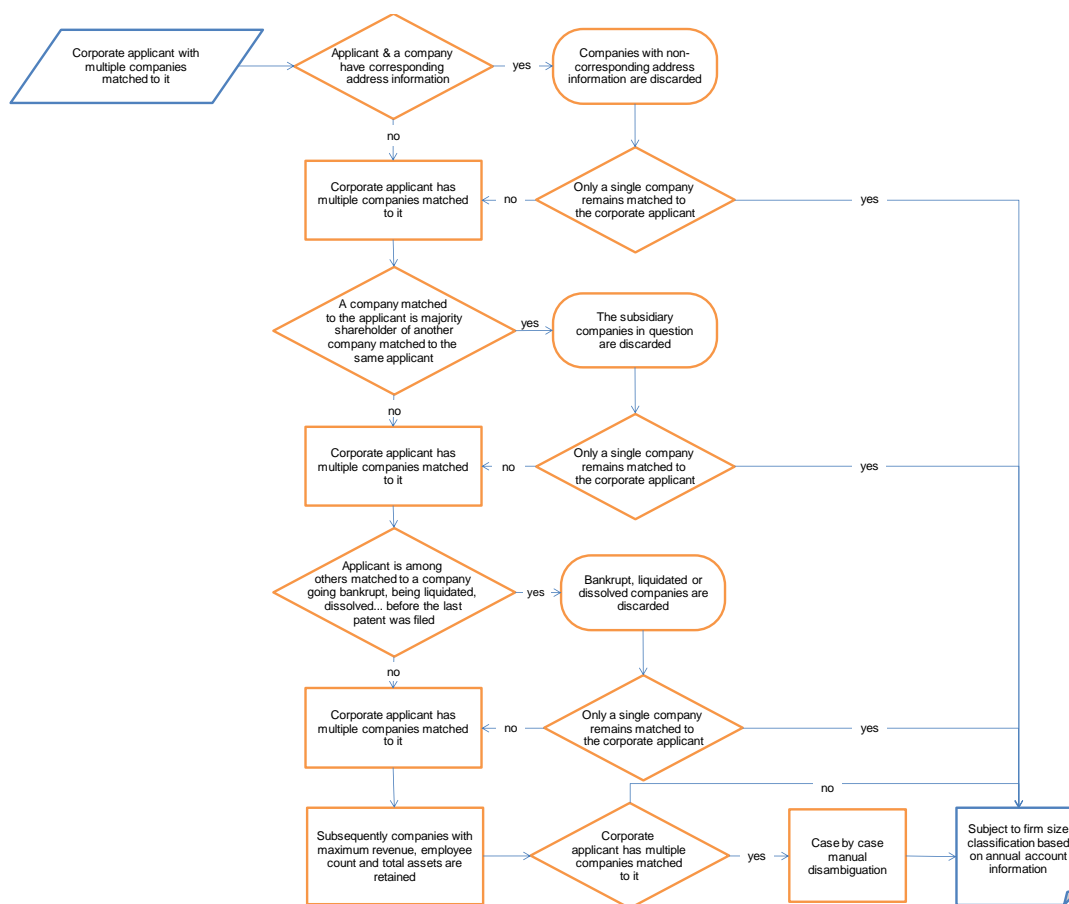 Corporate applicant with
multiple companies
matched to it
Applicant & a company
have corresponding
address information
yes
Companies with non-
corresponding address
information are discarded
no
Corporate applicant has
multiple companies matched
to it
no
Only a single company
remains matched to
the corporate applicant
yes
A company matched
to the applicant is majority
shareholder of another
company matched to the
same applicant
yes
The subsidiary
companies in question
are discarded
no
Corporate applicant has
multiple companies matched
to it
no
Only a single company
remains matched to
the corporate applicant
yes
Applicant is among
others matched to a company
going bankrupt, being liquidated,
dissolved... before the last
patent was filed
yes
Bankrupt, liquidated or
dissolved companies are
discarded
no
Corporate applicant has
multiple companies matched
to it
no
Only a single company
remains matched to
the corporate applicant
yes
no
Subsequently companies with
maximum revenue, employee
count and total assets are
retained
Corporate
applicant has multiple
companies matched
to it
yes
Case by case
manual
disambiguation
Subject to firm size
classification based
on annual account
information